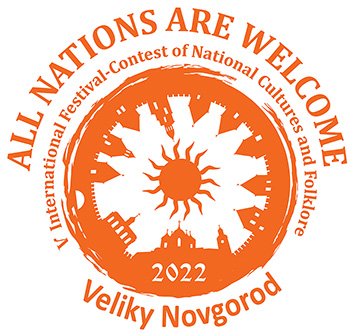 ALL NATIONS ARE WELCOME
V International Festival-Contest of National Cultures and Folklore
2022
Veliky Novgorod